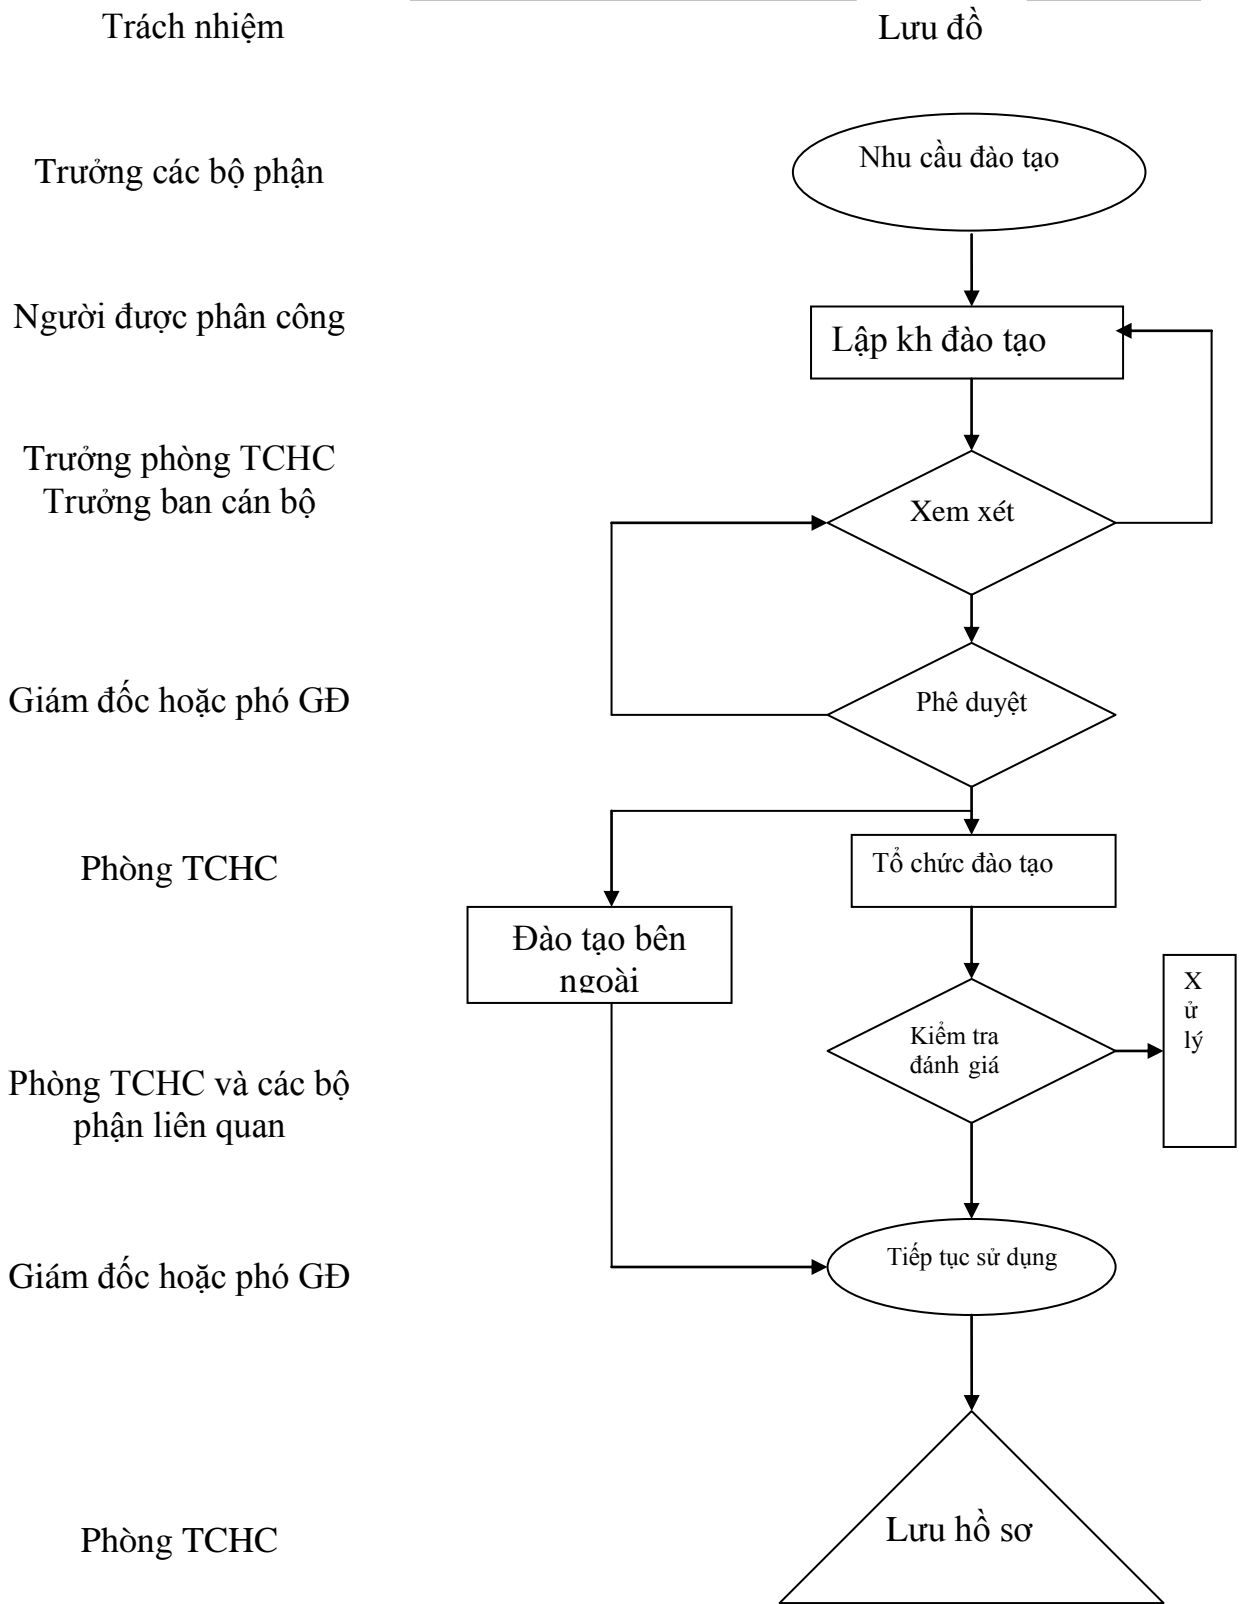 Trách nhiệm
Lưu đồ
Trưởng các bộ phận
Nhu cầu đào tạo
Người được phân công
Lập kh đào tạo
Trưởng phòng TCHC
Trưởng ban cán bộ
Xem xét
Giám đốc hoặc phó GĐ
Phê duyệt
Phòng TCHC
Tổ chức đào tạo
Đào tạo bên
ngoài
X
ử
lý
Kiểm tra
đánh giá
Phòng TCHC và các bộ
phận liên quan
Giám đốc hoặc phó GĐ
Tiếp tục sử dụng
Phòng TCHC
Lưu hồ sơ